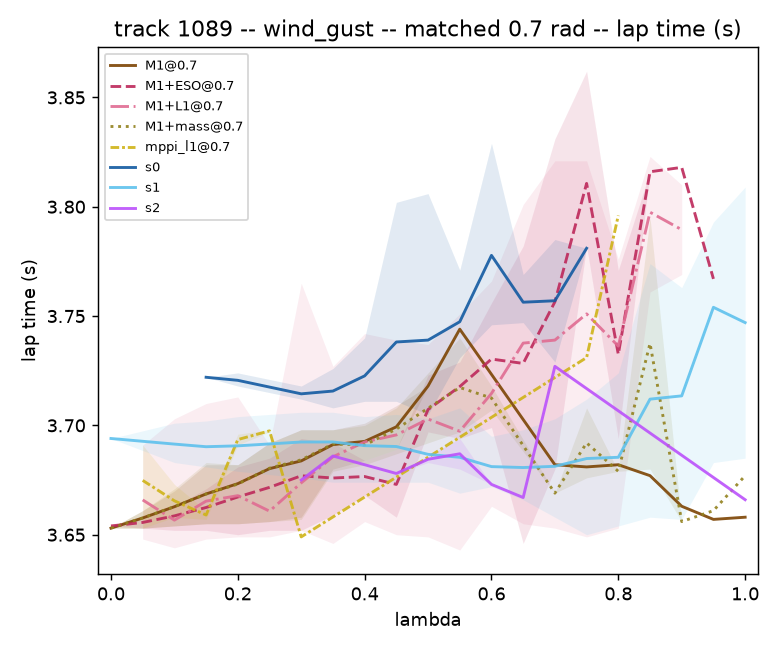 track 1089 -- wind_gust -- matched 0.7 rad -- lap time (s)
M1@0.7
M1+ESO@0.7
M1+L1@0.7
M1+mass@0.7
mppi_l1@0.7
s0
s1
s2
3.85
3.80
3.75
3.70
3.65
lap time (s)
0.0 0.2 0.4 0.6 0.8 1.0
lambda